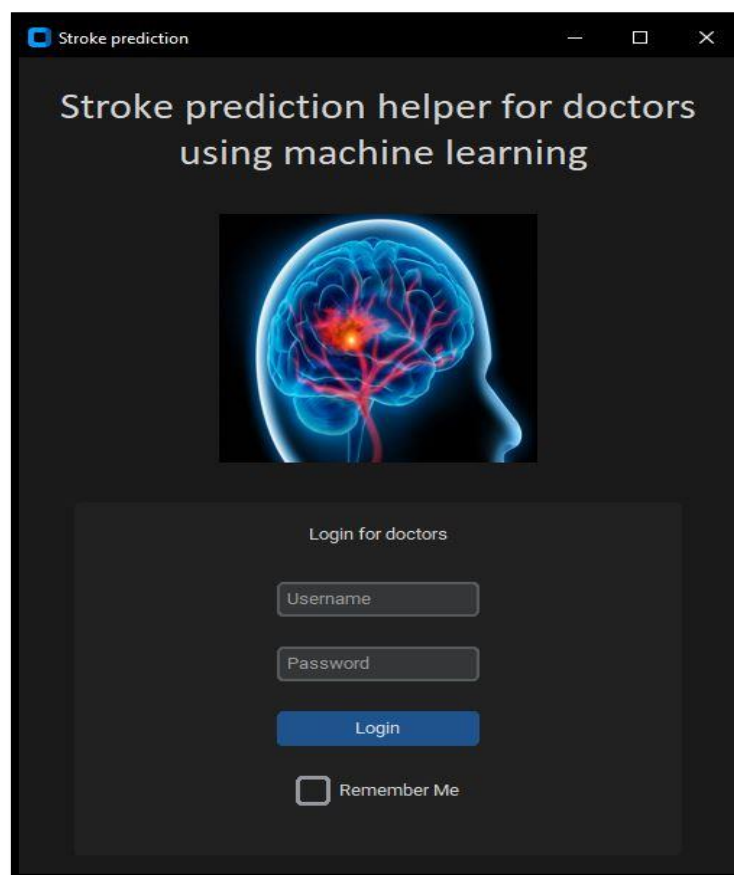 Stroke prediction
Stroke prediction helper for doctors
using machine learning
Login for doctors
Username
Password
Login
Remember Me